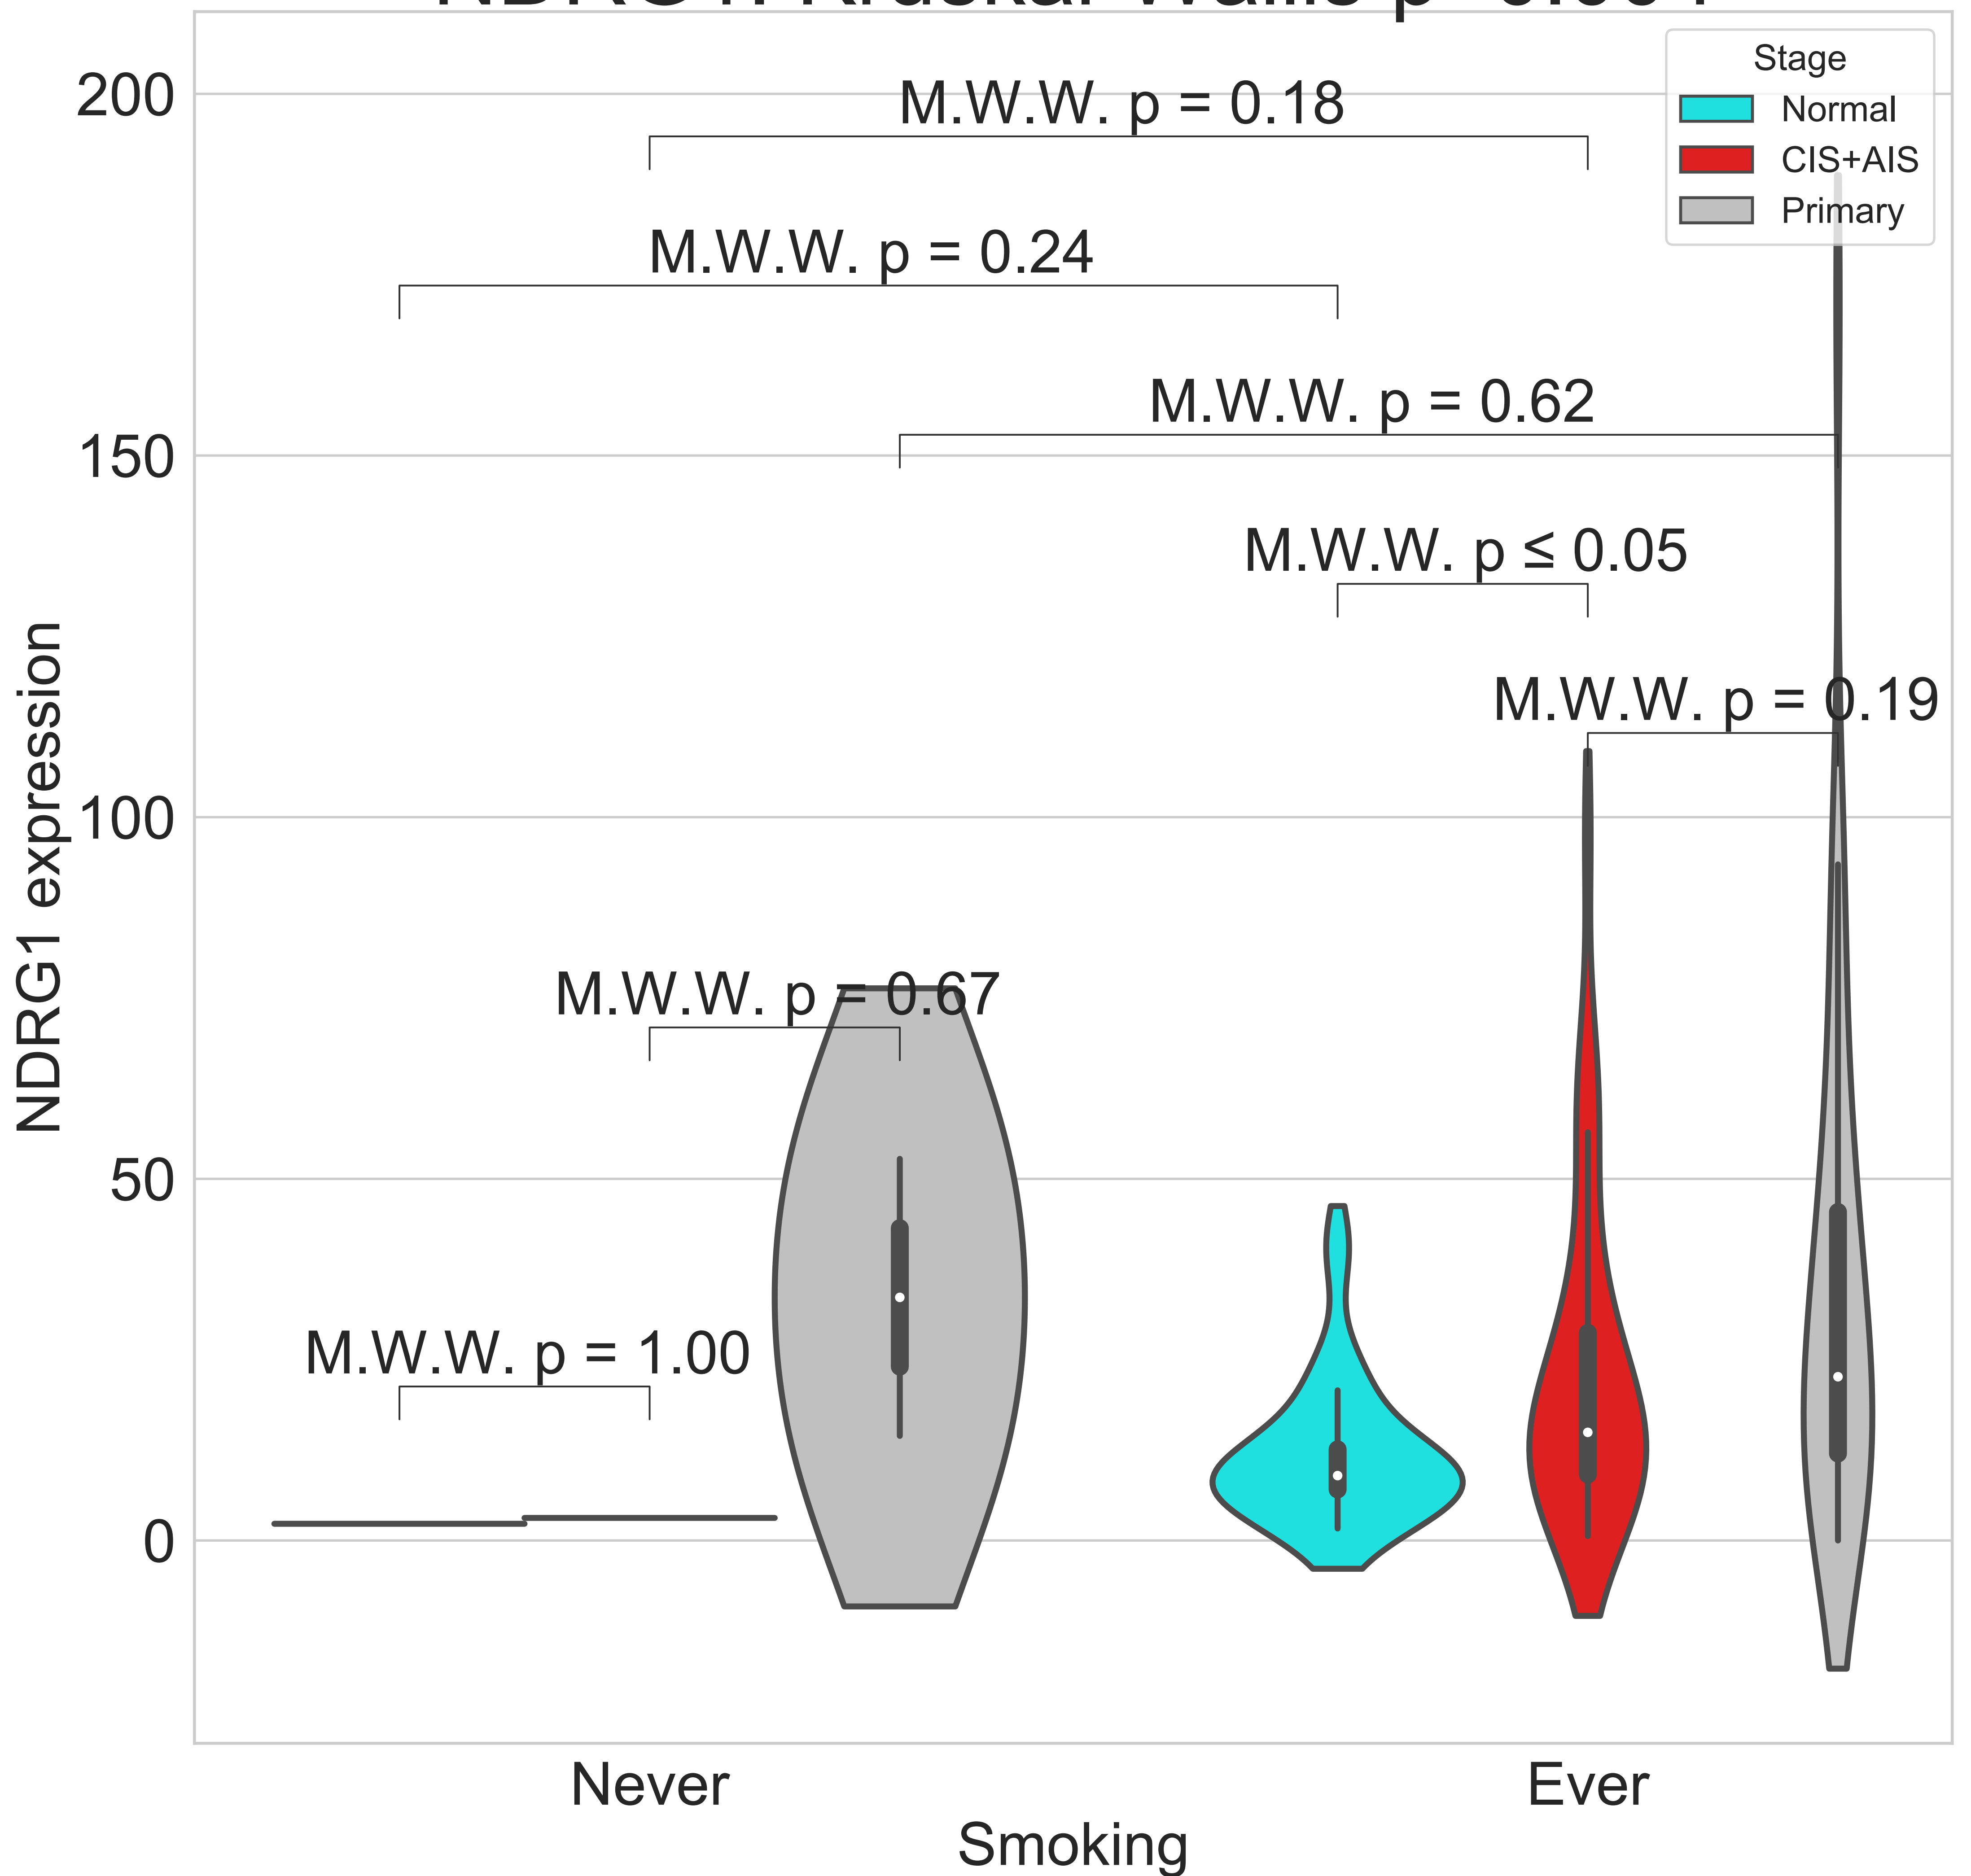 Stage
Normal
CIS+AIS
Primary
200
150
100
50
0
NDRG1 expression
M.W.W. p = 0.18
M.W.W. p = 0.24
M.W.W. p = 0.62
M.W.W. p ≤ 0.05
M.W.W. p = 0.19
M.W.W. p = 0.67
M.W.W. p = 1.00
Never
Ever
Smoking